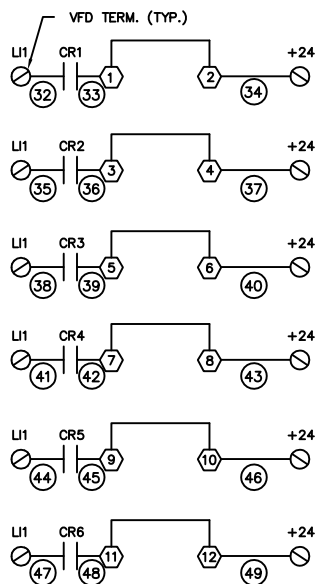 VFD TERM. (TYP.)
LI1 CR1 +24
1 2
32 33 34
LI1 CR2 +24
3 4
35 36 37
LI1 CR3 +24
5 6
38 39 40
LI1 CR4 +24
7 8
41 42 43
LI1 CR5 +24
9 10
44 45 46
LI1 CR6 +24
11 12
47 48 49